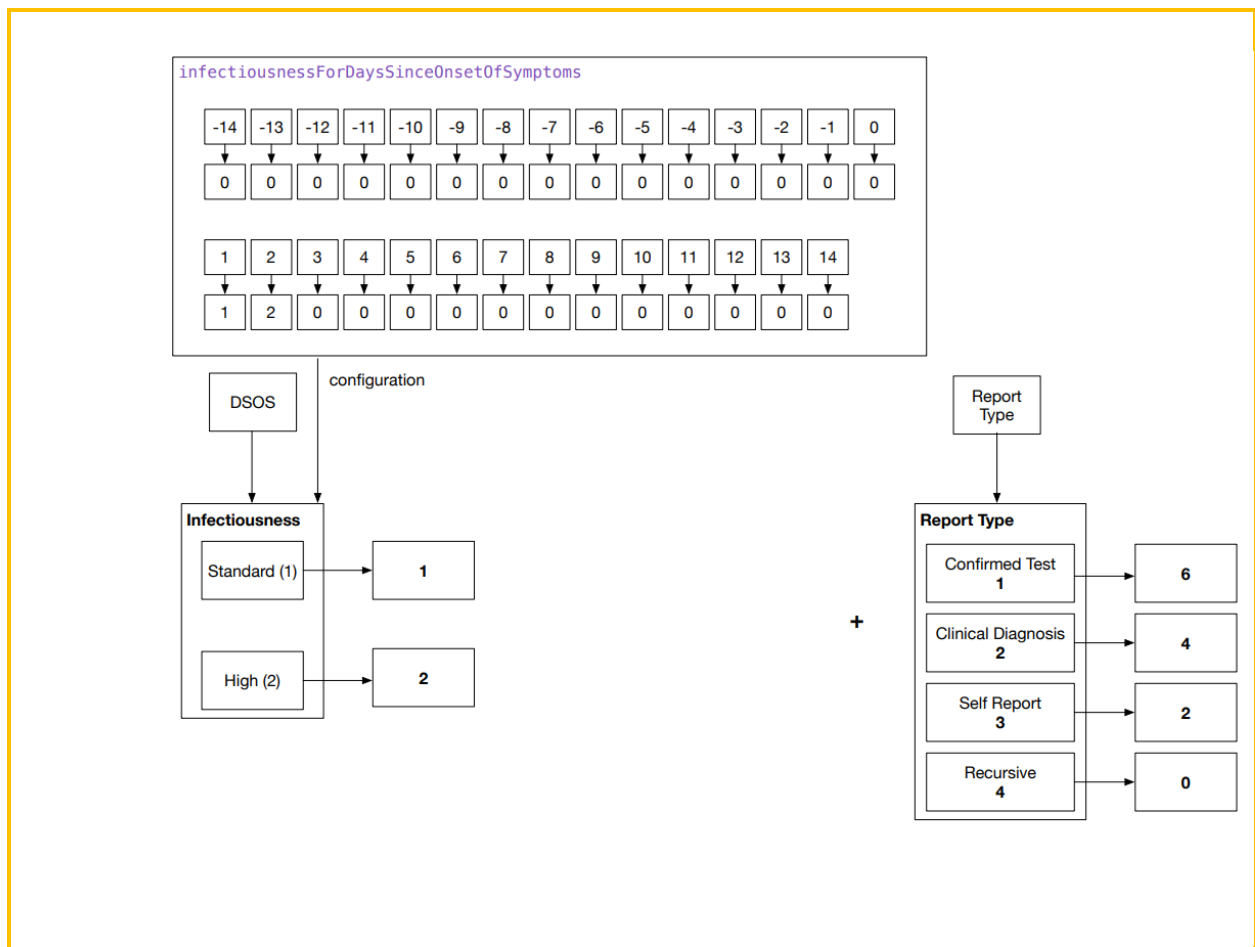 infectiousnessForDaysSinceOnsetOfSymptoms
-14 -13 -12 -11 -10 -9 -8 -7 -6 -5 -4 -3 -2 -1 0
0 0 0 0 0 0 0 0 0 0 0 0 0 0 0
1 2 3 4 5 6 7 8 9 10 11 12 13 14
1 2 0 0 0 0 0 0 0 0 0 0 0 0
configuration
DSOS
Infectiousness
Standard (1) 1
High (2) 2
+
Report
Type
Report Type
Confirmed Test
1
6
Clinical Diagnosis
2
4
Self Report
3
2
Recursive
4
0